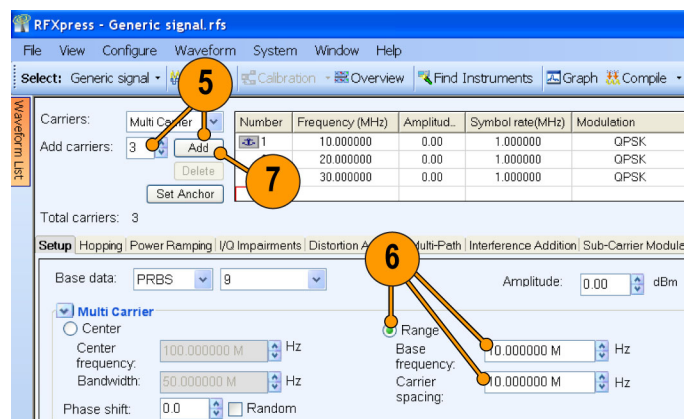 RFXpress - Generic signal.rfs
File View Configure Waveform System Window Help
Select: Generic signal Calibration Overview Find Instruments Graph Compile
5
Waveform List
Carriers: Multi Carrier
Number Frequency (MHz) Amplitud.. Symbol rate(MHz) Modulation
1 10.000000 0.00 1.000000 QPSK
Add carriers: 3 Add
20.000000 0.00 1.000000 QPSK
Delete
7
30.000000 0.00 1.000000 QPSK
Set Anchor
Total carriers: 3
Setup Hopping Power Ramping I/Q Impairments Distortion Multi-Path Interference Addition Sub-Carrier Modula
6
Base data: PRBS 9 Amplitude: 0.00 dBm
Multi Carrier
Center Range
Center frequency: 100.000000 M Hz Base frequency: 10.000000 M Hz
Bandwidth: 50.000000 M Hz Carrier spacing: 10.000000 M Hz
Phase shift: 0.0 Random